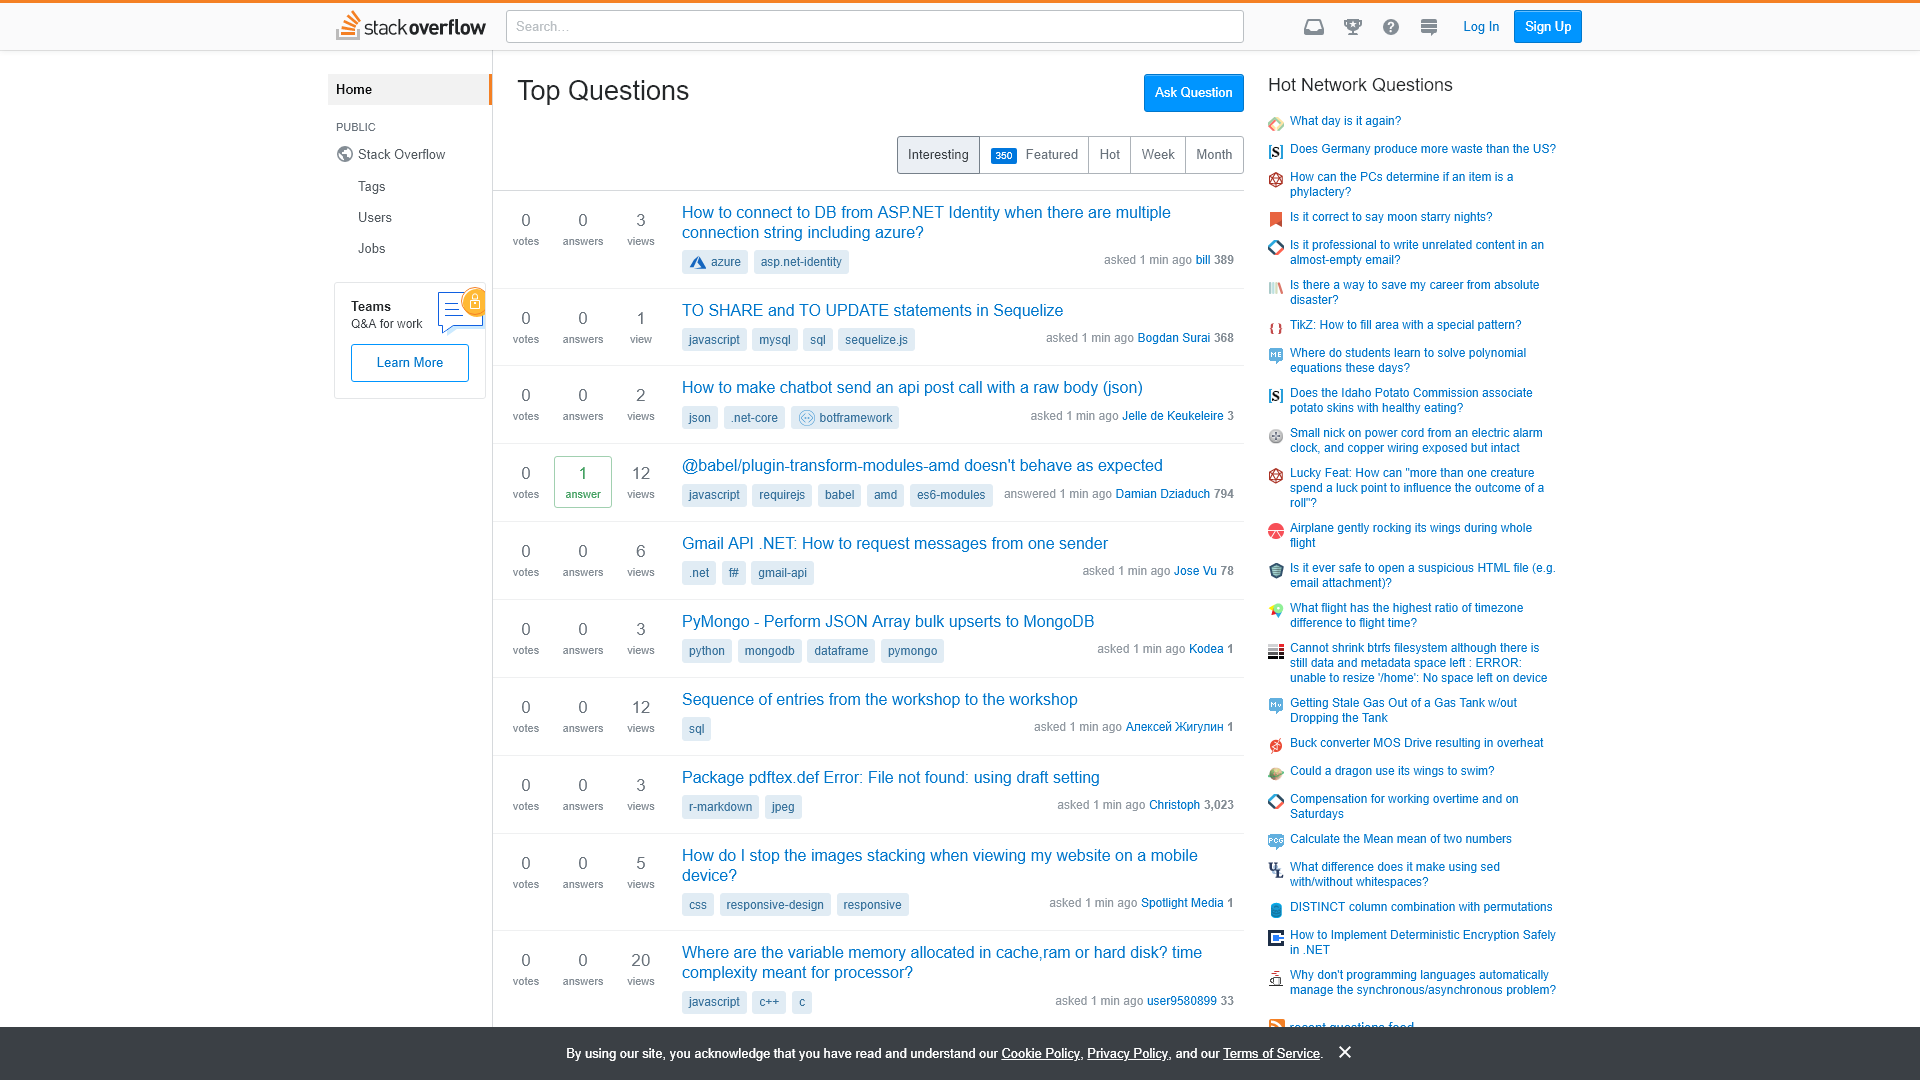 stackoverflow
Search...
Log In
Sign Up
Home
PUBLIC
Stack Overflow
Tags
Users
Jobs
Teams
Q&A for work
Learn More
Top Questions
Ask Question
Interesting
350 Featured
Hot
Week
Month
0 votes
0 answers
3 views
How to connect to DB from ASP.NET Identity when there are multiple
connection string including azure?
azure asp.net-identity
asked 1 min ago bill 389
0 votes
0 answers
1 view
TO SHARE and TO UPDATE statements in Sequelize
javascript mysql sql sequelize.js
asked 1 min ago Bogdan Surai 368
0 votes
0 answers
2 views
How to make chatbot send an api post call with a raw body (json)
json .net-core botframework
asked 1 min ago Jelle de Keukeleire 3
0 votes
1 answer
12 views
@babel/plugin-transform-modules-amd doesn't behave as expected
javascript requirejs babel amd es6-modules
answered 1 min ago Damian Dziaduch 794
0 votes
0 answers
6 views
Gmail API .NET: How to request messages from one sender
.net f# gmail-api
asked 1 min ago Jose Vu 78
0 votes
0 answers
3 views
PyMongo - Perform JSON Array bulk upserts to MongoDB
python mongodb dataframe pymongo
asked 1 min ago Kodea 1
0 votes
0 answers
12 views
Sequence of entries from the workshop to the workshop
sql
asked 1 min ago Алексей Жигулин 1
0 votes
0 answers
3 views
Package pdftex.def Error: File not found: using draft setting
r-markdown jpeg
asked 1 min ago Christoph 3,023
0 votes
0 answers
5 views
How do I stop the images stacking when viewing my website on a mobile
device?
css responsive-design responsive
asked 1 min ago Spotlight Media 1
0 votes
0 answers
20 views
Where are the variable memory allocated in cache,ram or hard disk? time
complexity meant for processor?
javascript c++ c
asked 1 min ago user9580899 33
Hot Network Questions
What day is it again?
Does Germany produce more waste than the US?
How can the PCs determine if an item is a
phylactery?
Is it correct to say moon starry nights?
Is it professional to write unrelated content in an
almost-empty email?
Is there a way to save my career from absolute
disaster?
TikZ: How to fill area with a special pattern?
Where do students learn to solve polynomial
equations these days?
Does the Idaho Potato Commission associate
potato skins with healthy eating?
Small nick on power cord from an electric alarm
clock, and copper wiring exposed but intact
Lucky Feat: How can "more than one creature
spend a luck point to influence the outcome of a
roll"?
Airplane gently rocking its wings during whole
flight
Is it ever safe to open a suspicious HTML file (e.g.
email attachment)?
What flight has the highest ratio of timezone
difference to flight time?
Cannot shrink btrfs filesystem although there is
still data and metadata space left : ERROR:
unable to resize '/home': No space left on device
Getting Stale Gas Out of a Gas Tank w/out
Dropping the Tank
Buck converter MOS Drive resulting in overheat
Could a dragon use its wings to swim?
Compensation for working overtime and on
Saturdays
Calculate the Mean mean of two numbers
What difference does it make using sed
with/without whitespaces?
DISTINCT column combination with permutations
How to Implement Deterministic Encryption Safely
in .NET
Why don't programming languages automatically
manage the synchronous/asynchronous problem?
recent questions feed
By using our site, you acknowledge that you have read and understand our Cookie Policy, Privacy Policy, and our Terms of Service.